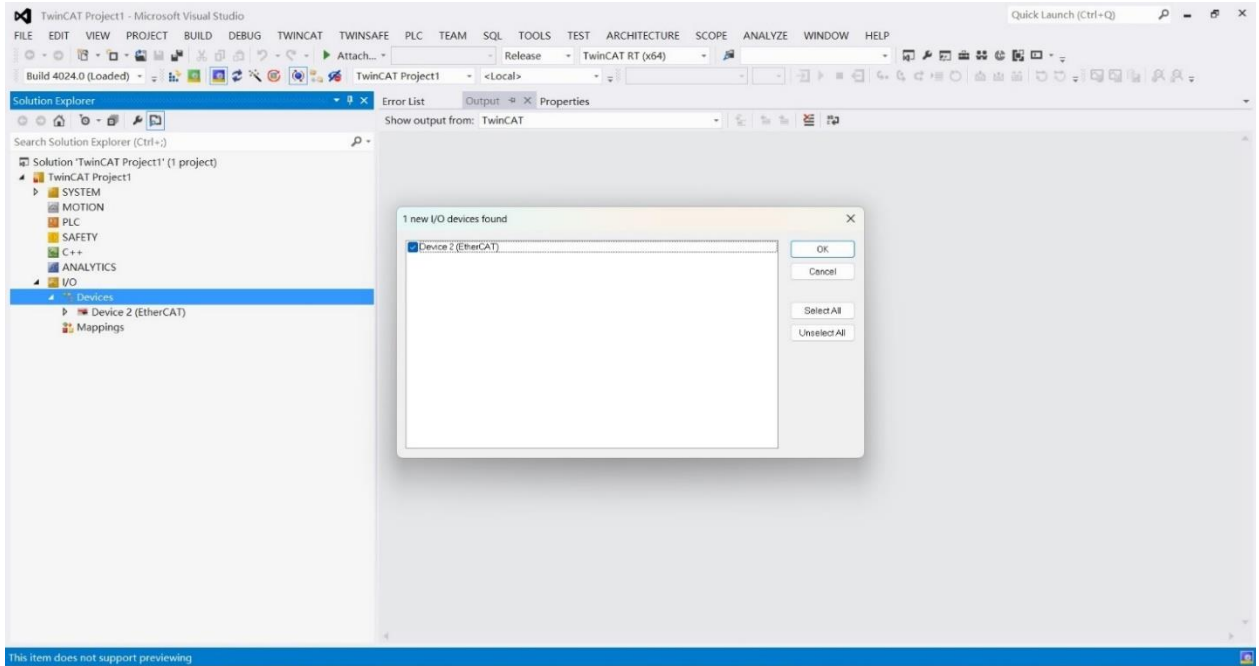 TwinCAT Project1 - Microsoft Visual Studio
Quick Launch (Ctrl+Q)
FILE EDIT VIEW PROJECT BUILD DEBUG TWINCAT TWINSAFE PLC TEAM SQL TOOLS TEST ARCHITECTURE SCOPE ANALYZE WINDOW HELP
Attach... Release TwinCAT RT (x64)
Build 4024.0 (Loaded) TwinCAT Project1 <Local>
Solution Explorer
Error List Output Properties
Show output from: TwinCAT
Search Solution Explorer (Ctrl+;)
Solution 'TwinCAT Project1' (1 project)
TwinCAT Project1
SYSTEM
MOTION
PLC
SAFETY
C++
ANALYTICS
I/O
Devices
Device 2 (EtherCAT)
Mappings
1 new I/O devices found
Device 2 (EtherCAT)
OK
Cancel
Select All
Unselect All
This item does not support previewing